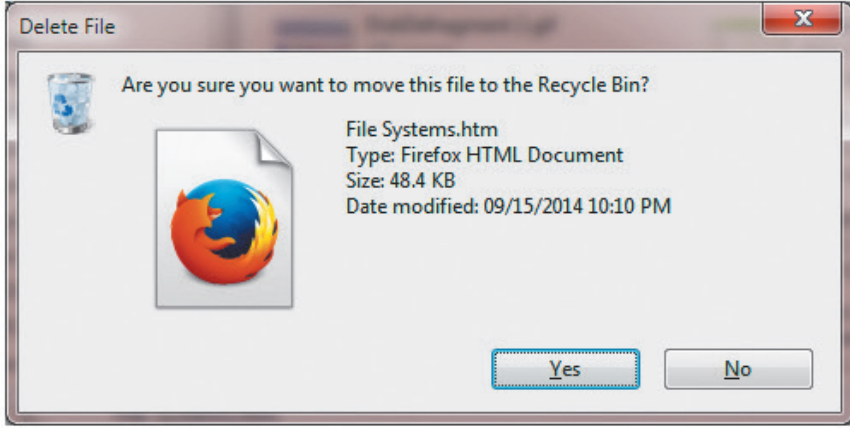 Delete File
Are you sure you want to move this file to the Recycle Bin?
File Systems.htm
Type: Firefox HTML Document
Size: 48.4 KB
Date modified: 09/15/2014 10:10 PM
Yes
No